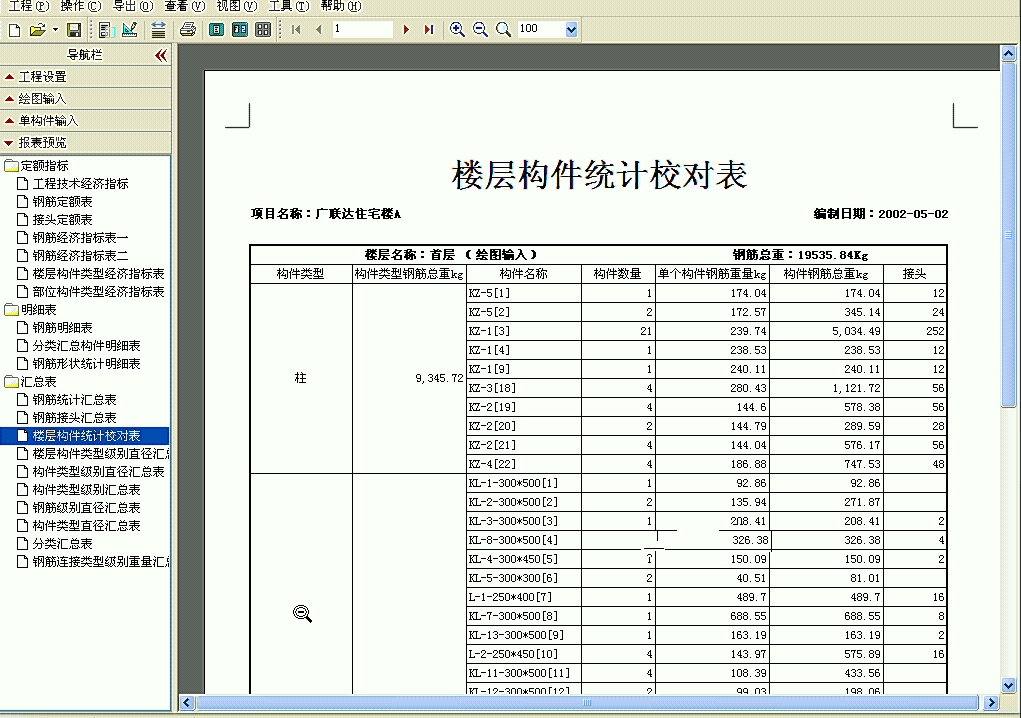 工程(P) 操作(C) 导出(O) 查看(V) 视图(V) 工具(T) 帮助(H)
1 100
导航栏
工程设置
绘图输入
单构件输入
报表预览
定额指标
工程技术经济指标
钢筋定额表
接头定额表
钢筋经济指标表一
钢筋经济指标表二
楼层构件类型经济指标表
部位构件类型经济指标表
明细表
钢筋明细表
分类汇总构件明细表
钢筋形状统计明细表
汇总表
钢筋统计汇总表
钢筋接头汇总表
楼层构件统计校对表
楼层构件类型级别直径汇总
构件类型级别直径汇总表
构件类型级别汇总表
钢筋级别直径汇总表
构件类型直径汇总表
分类汇总表
钢筋连接类型级别重量汇总
楼层构件统计校对表
项目名称：广联达住宅楼A 编制日期：2002-05-02
楼层名称：首层 （绘图输入） 钢筋总重：19535.84Kg
构件类型 构件类型钢筋总重kg 构件名称 构件数量 单个构件钢筋重量kg 构件钢筋总重kg 接头
柱 9,345.72
KZ-5[1] 1 174.04 174.04 12
KZ-5[2] 2 172.57 345.14 24
KZ-1[3] 21 239.74 5,034.49 252
KZ-1[4] 1 238.53 238.53 12
KZ-1[9] 1 240.11 240.11 12
KZ-3[18] 4 280.43 1,121.72 56
KZ-2[19] 4 144.6 578.38 56
KZ-2[20] 2 144.79 289.59 28
KZ-2[21] 4 144.04 576.17 56
KZ-4[22] 4 186.88 747.53 48
KL-1-300*500[1] 1 92.86 92.86
KL-2-300*500[2] 2 135.94 271.87
KL-3-300*500[3] 1 208.41 208.41 2
KL-8-300*500[4] 326.38 326.38 4
KL-4-300*450[5] 1 150.09 150.09 2
KL-5-300*300[6] 2 40.51 81.01
L-1-250*400[7] 1 489.7 489.7 16
KL-7-300*500[8] 1 688.55 688.55 8
KL-13-300*500[9] 1 163.19 163.19 2
L-2-250*450[10] 4 143.97 575.89 16
KL-11-300*500[11] 4 108.39 433.56
KL-12-300*500[12] 2 99.03 198.06